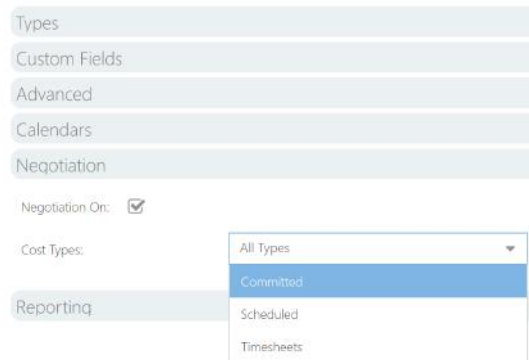 Types
Custom Fields
Advanced
Calendars
Negotiation
Negotiation On:
Cost Types: All Types
Committed
Reporting
Scheduled
Timesheets